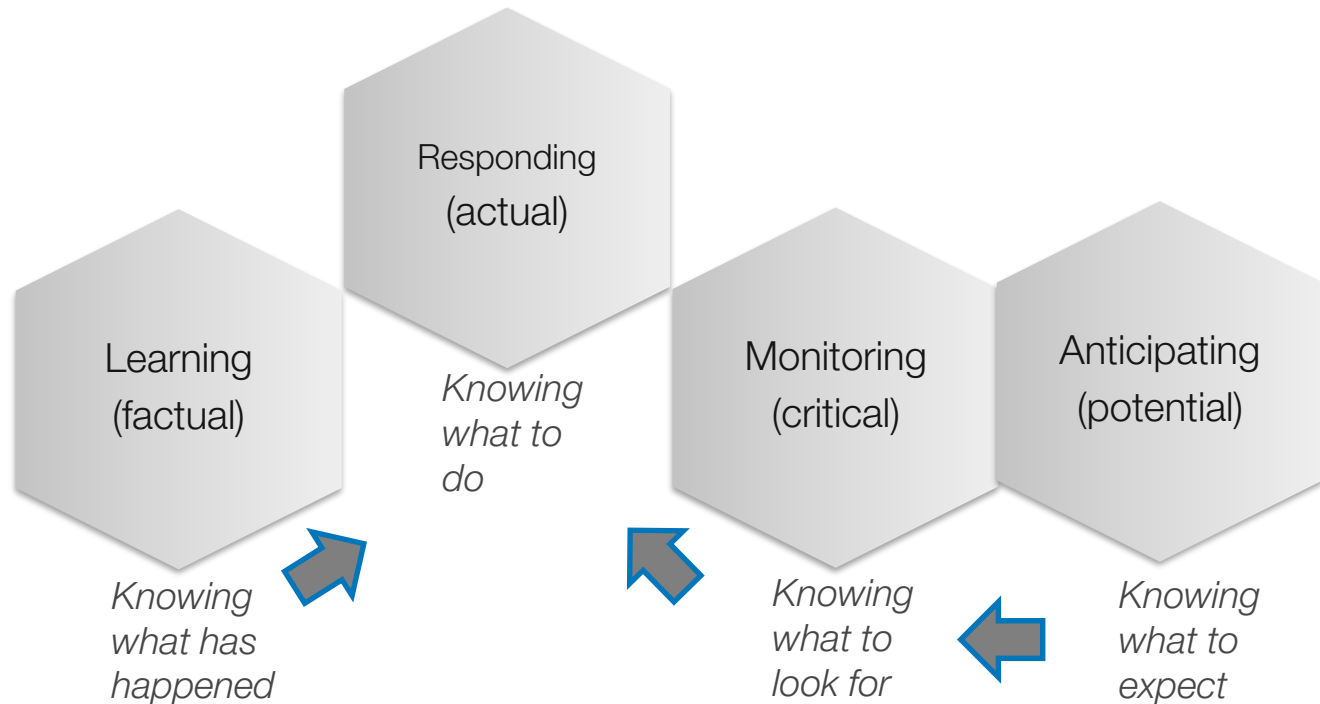 Responding
(actual)
Knowing
what to
do
Learning
(factual)
Knowing
what has
happened
Monitoring
(critical)
Knowing
what to
look for
Anticipating
(potential)
Knowing
what to
expect